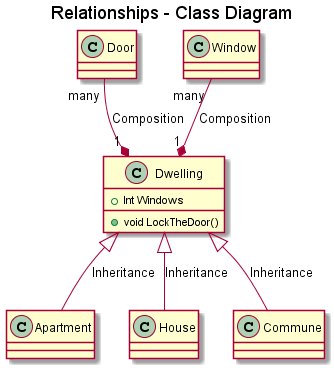 Relationships - Class Diagram
C Door
C Window
many
many
Composition
Composition
1
1
C Dwelling
Int Windows
void LockTheDoor()
Inheritance
Inheritance
Inheritance
C Apartment
C House
C Commune